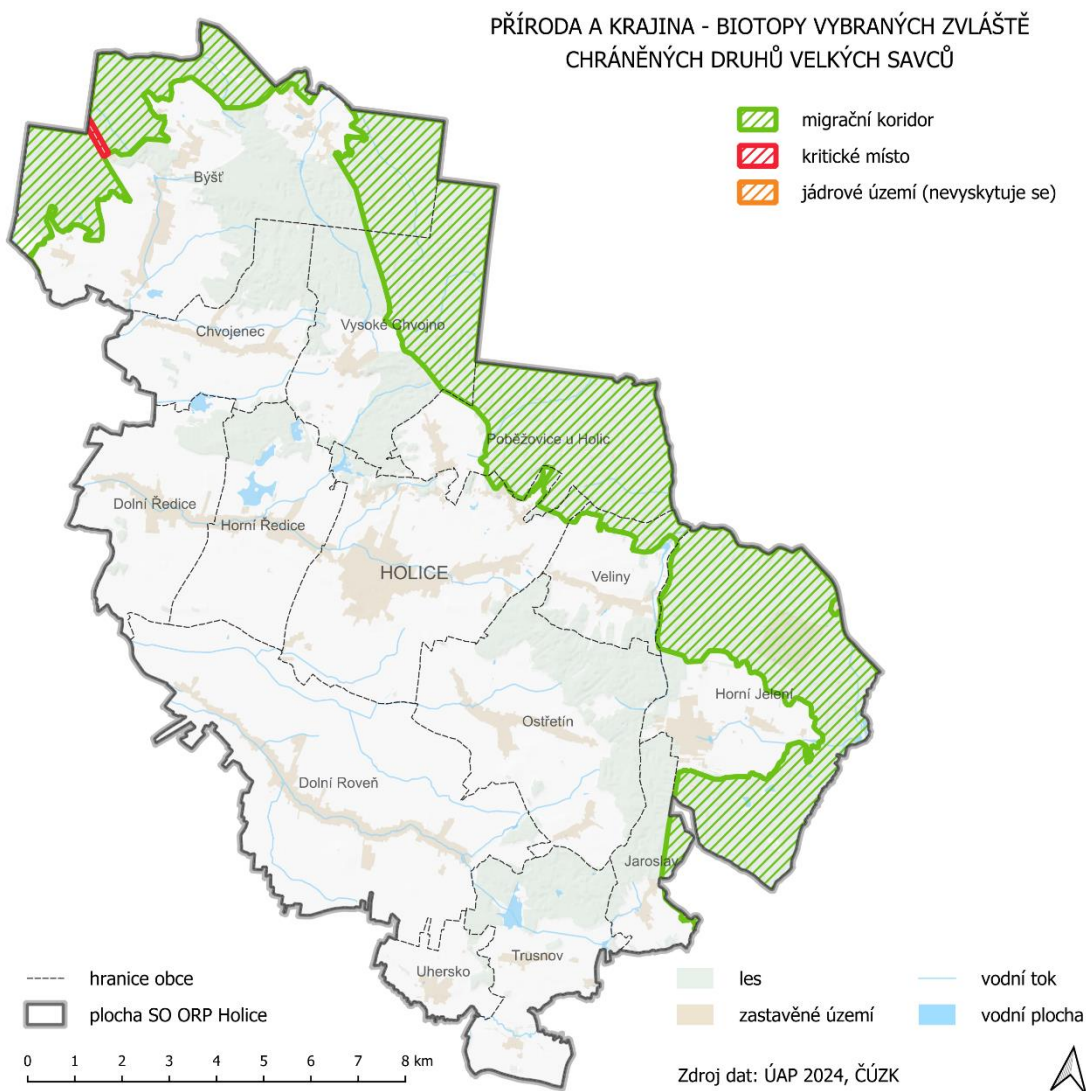 PŘÍRODA A KRAJINA - BIOTOPY VYBRANÝCH ZVLÁŠTĚ
CHRÁNĚNÝCH DRUHŮ VELKÝCH SAVCŮ
migrační koridor
kritické místo
jádrové území (nevyskytuje se)
Býšť
Chvojenec
Vysoké Chvojno
Poběžovice u Holic
Dolní Ředice
Horní Ředice
HOLICE
Veliny
Horní Jelení
Ostřetín
Dolní Roveň
Jaroslav
Trusnov
Uhersko
hranice obce
plocha SO ORP Holice
les
zastavěné území
vodní tok
vodní plocha
0 1 2 3 4 5 6 7 8 km
Zdroj dat: ÚAP 2024, ČÚZK